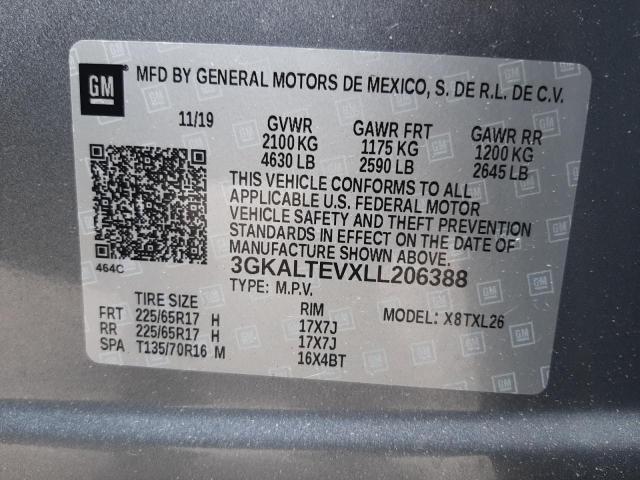 GM
MFD BY GENERAL MOTORS DE MEXICO, S. DE R.L. DE C.V.
11/19 GVWR GAWR FRT GAWR RR
2100 KG 1175 KG 1200 KG
4630 LB 2590 LB 2645 LB
THIS VEHICLE CONFORMS TO ALL
APPLICABLE U.S. FEDERAL MOTOR
VEHICLE SAFETY AND THEFT PREVENTION
STANDARDS IN EFFECT ON THE DATE OF
MANUFACTURE SHOWN ABOVE.
464C
3GKALTEVXLL206388
TYPE: M.P.V.
TIRE SIZE RIM MODEL: X8TXL26
FRT 225/65R17 H 17X7J
RR 225/65R17 H 17X7J
SPA T135/70R16 M 16X4BT